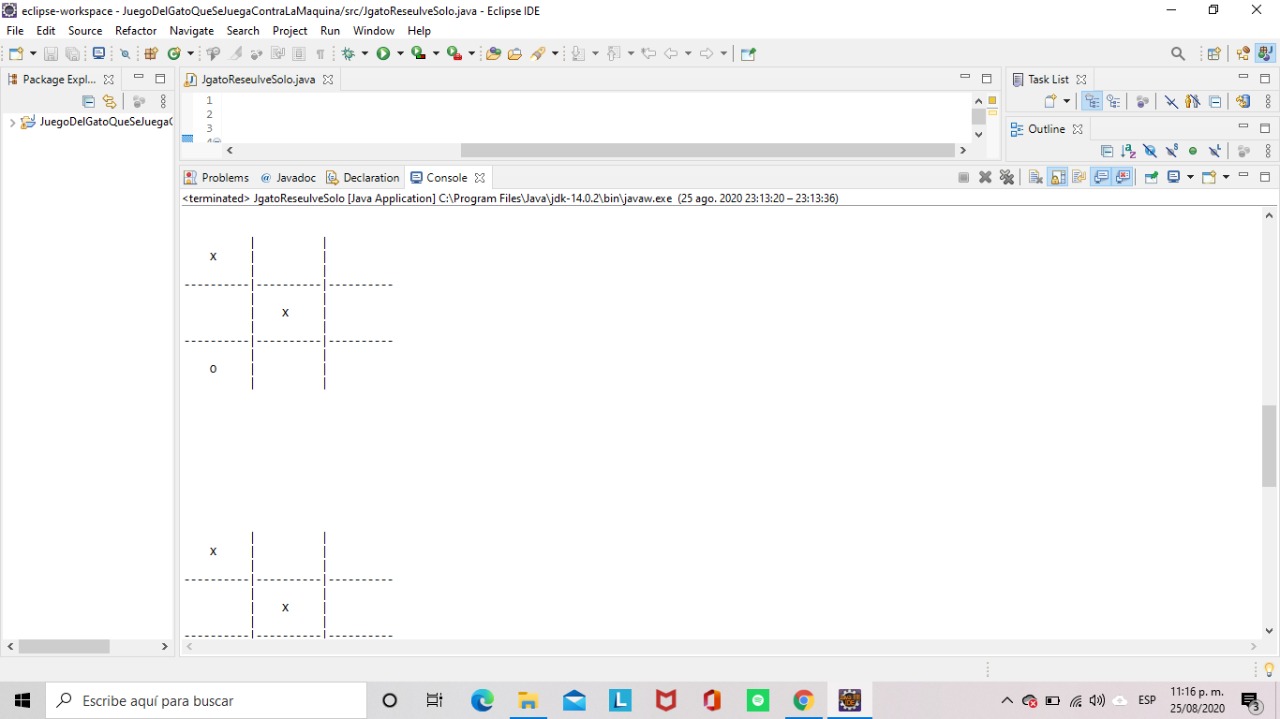 eclipse-workspace - JuegoDelGatoQueSeJuegaContraLaMaquina/src/JgatoReseulveSolo.java - Eclipse IDE
File Edit Source Refactor Navigate Search Project Run Window Help
Package Expl...
JgatoReseulveSolo.java
Task List
1
2
3
4
JuegoDelGatoQueSeJuega
Outline
Problems @ Javadoc Declaration Console
<terminated> JgatoReseulveSolo [Java Application] C:\Program Files\Java\jdk-14.0.2\bin\javaw.exe (25 ago. 2020 23:13:20 – 23:13:36)
| |
x | |
| |
----------|----------|----------
| |
| x |
| |
----------|----------|----------
| |
o | |
| |
| |
x | |
| |
----------|----------|----------
| |
| x |
| |
----------|----------|----------
Escribe aquí para buscar
ESP
11:16 p. m.
25/08/2020
3